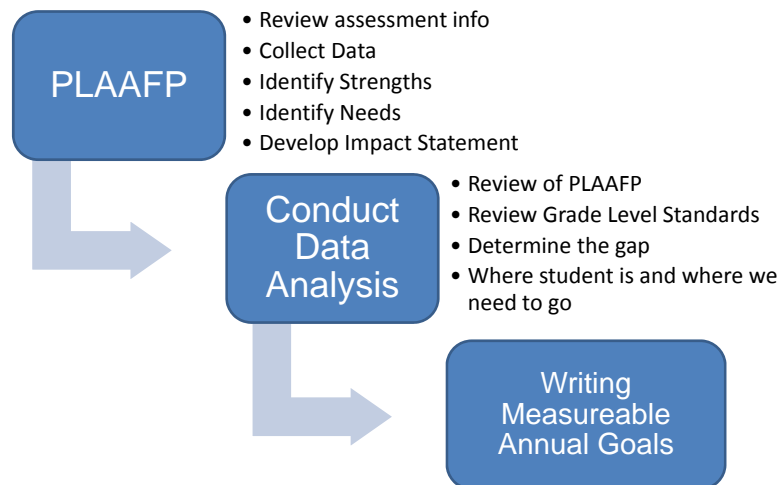 PLAAFP
• Review assessment info
• Collect Data
• Identify Strengths
• Identify Needs
• Develop Impact Statement
Conduct
Data
Analysis
• Review of PLAAFP
• Review Grade Level Standards
• Determine the gap
• Where student is and where we
need to go
Writing
Measureable
Annual Goals